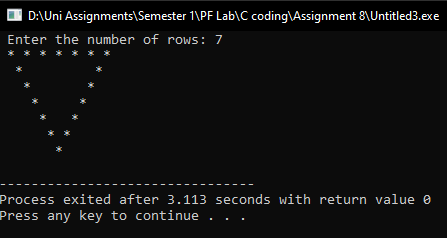 D:\Uni Assignments\Semester 1\PF Lab\C coding\Assignment 8\Untitled3.exe
Enter the number of rows: 7
* * * * * * *
 *         *
  *       *
   *     *
    *   *
     * *
      *
--------------------------------
Process exited after 3.113 seconds with return value 0
Press any key to continue . . .